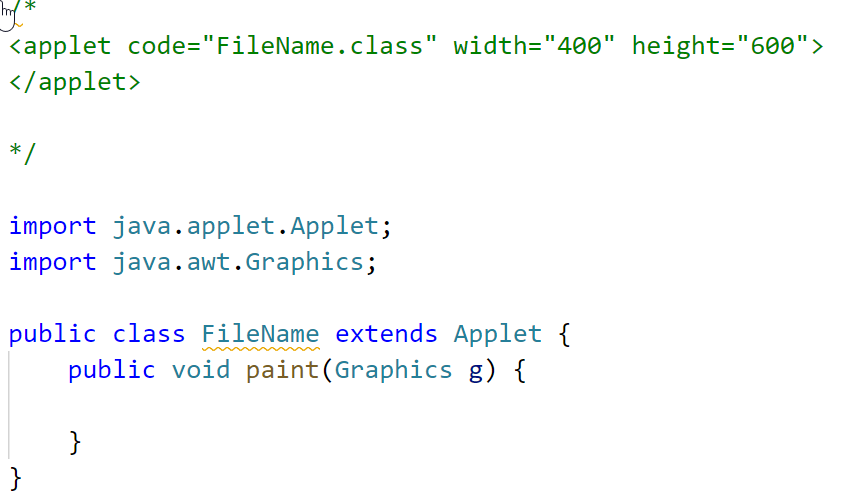 /*
<applet code="FileName.class" width="400" height="600">
</applet>
*/
import java.applet.Applet;
import java.awt.Graphics;
public class FileName extends Applet {
public void paint(Graphics g) {
}
}